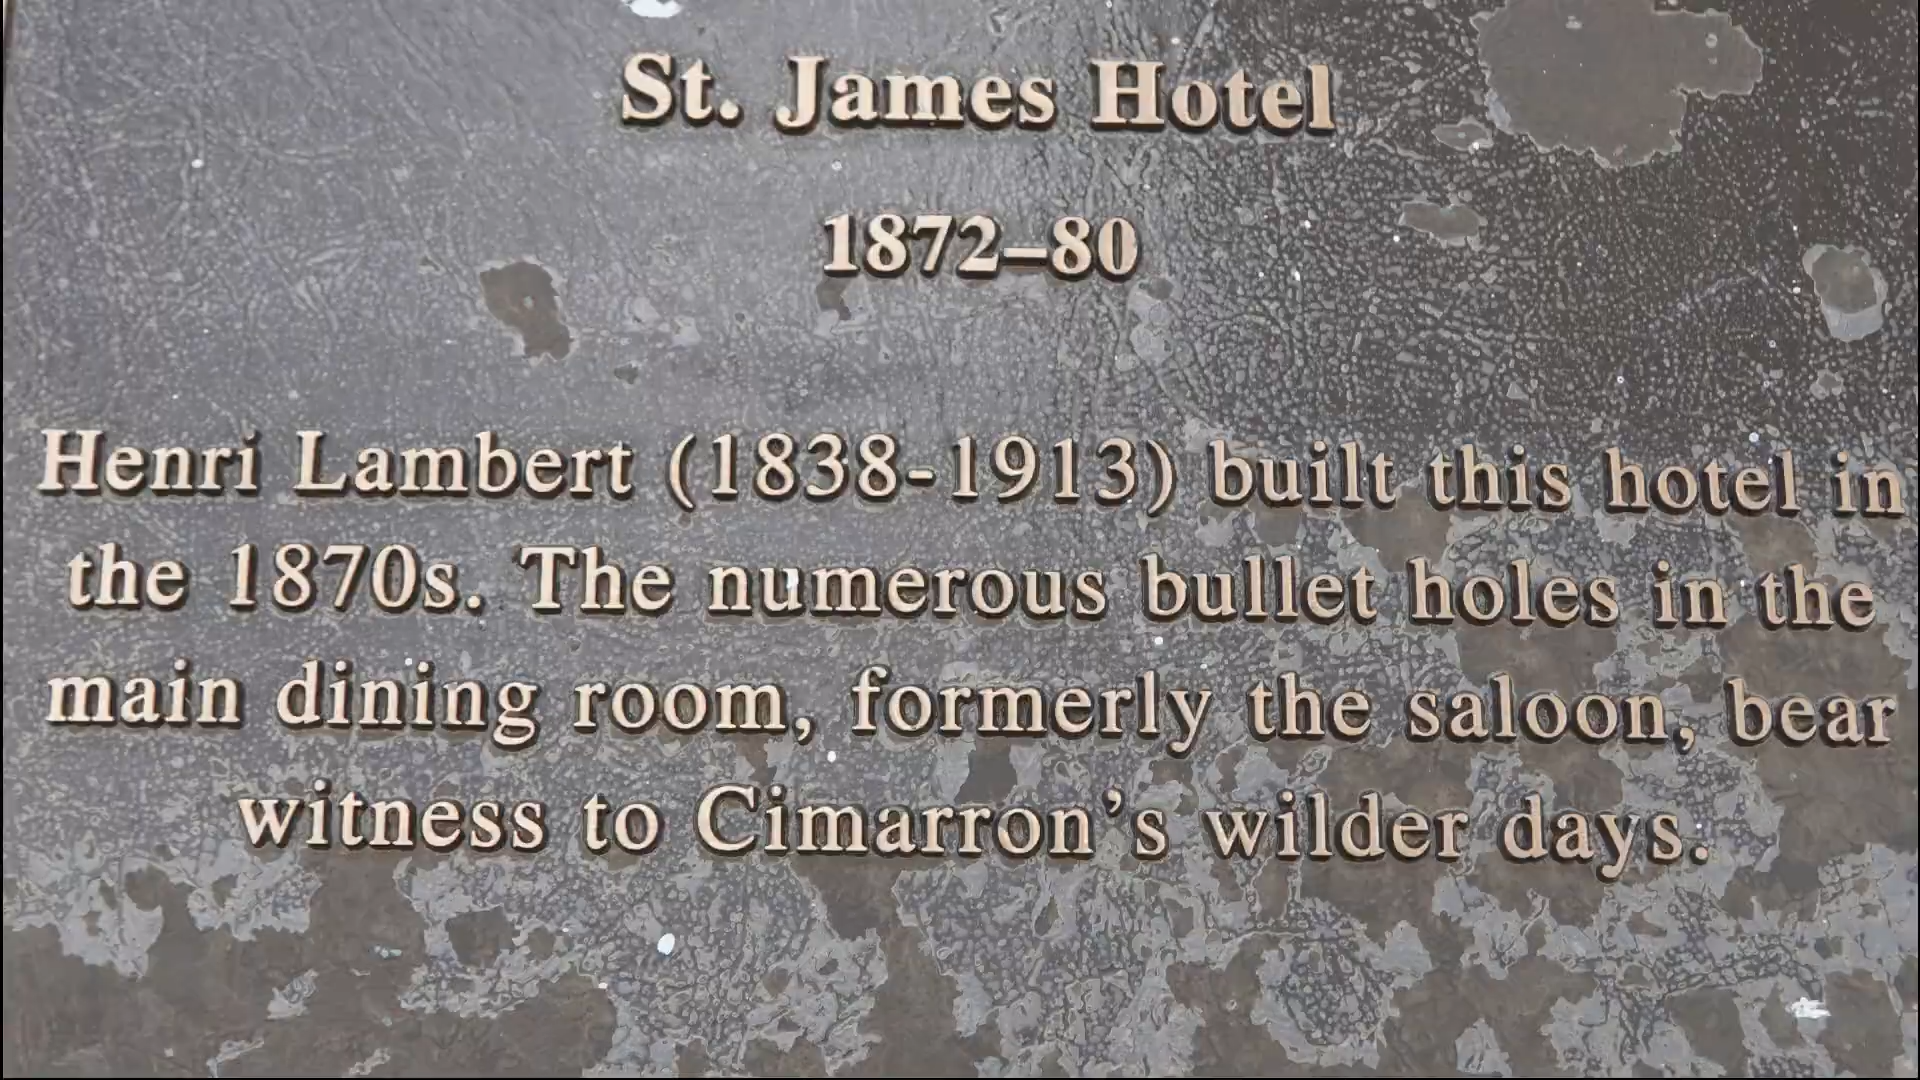 St. James Hotel
1872–80
Henri Lambert (1838-1913) built this hotel in
the 1870s. The numerous bullet holes in the
main dining room, formerly the saloon, bear
witness to Cimarron’s wilder days.